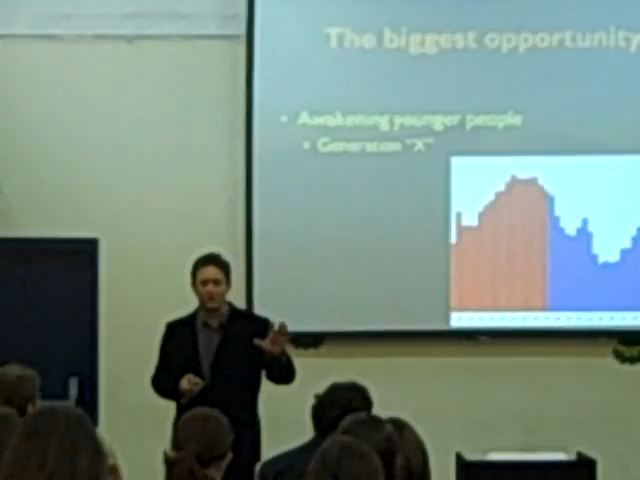 The biggest opportunity
• Awakening younger people
• Generation "X"